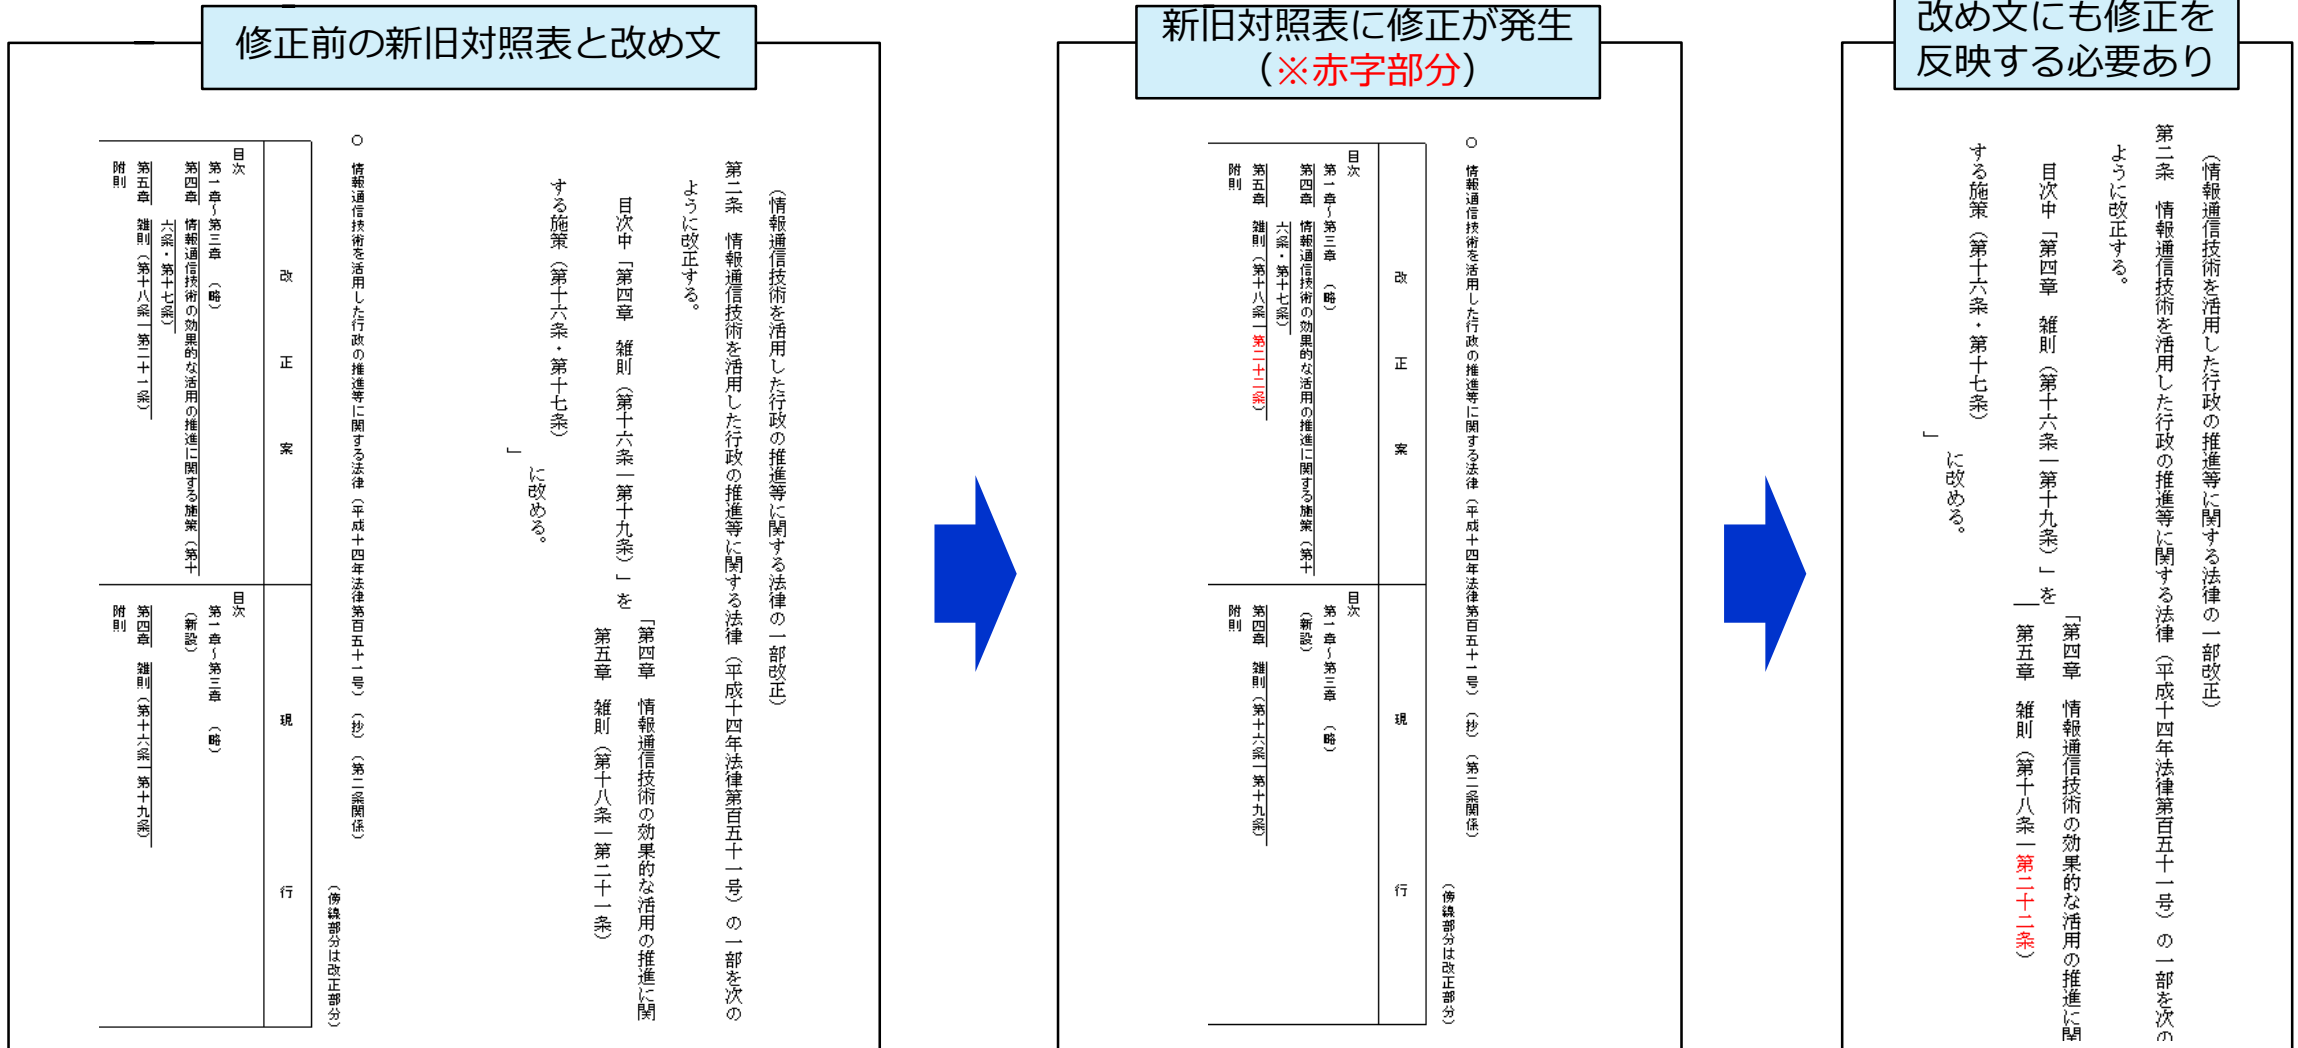 修正前の新旧対照表と改め文
（情報通信技術を活用した行政の推進等に関する法律の一部改正）
第二条　情報通信技術を活用した行政の推進等に関する法律（平成十四年法律第百五十一号）の一部を次の
ように改正する。
目次中「第四章　雑則（第十六条―第十九条）」を
「第四章　情報通信技術の効果的な活用の推進に関
する施策（第十六条・第十七条）
第五章　雑則（第十八条―第二十一条）
」
に改める。
○　情報通信技術を活用した行政の推進等に関する法律（平成十四年法律第百五十一号）（抄）（第二条関係）
（傍線部分は改正部分）
改正案
目次
第一章～第三章　（略）
第四章　情報通信技術の効果的な活用の推進に関する施策（第十
六条・第十七条）
第五章　雑則（第十八条―第二十一条）
附則
現行
目次
第一章～第三章　（略）
（新設）
第四章　雑則（第十六条―第十九条）
附則
新旧対照表に修正が発生
（※赤字部分）
○　情報通信技術を活用した行政の推進等に関する法律（平成十四年法律第百五十一号）（抄）（第二条関係）
（傍線部分は改正部分）
改正案
目次
第一章～第三章　（略）
第四章　情報通信技術の効果的な活用の推進に関する施策（第十
六条・第十七条）
第五章　雑則（第十八条―第二十二条）
附則
現行
目次
第一章～第三章　（略）
（新設）
第四章　雑則（第十六条―第十九条）
附則
改め文にも修正を
反映する必要あり
（情報通信技術を活用した行政の推進等に関する法律の一部改正）
第二条　情報通信技術を活用した行政の推進等に関する法律（平成十四年法律第百五十一号）の一部を次の
ように改正する。
目次中「第四章　雑則（第十六条―第十九条）」を
「第四章　情報通信技術の効果的な活用の推進に関
する施策（第十六条・第十七条）
第五章　雑則（第十八条―第二十二条）
」
に改める。